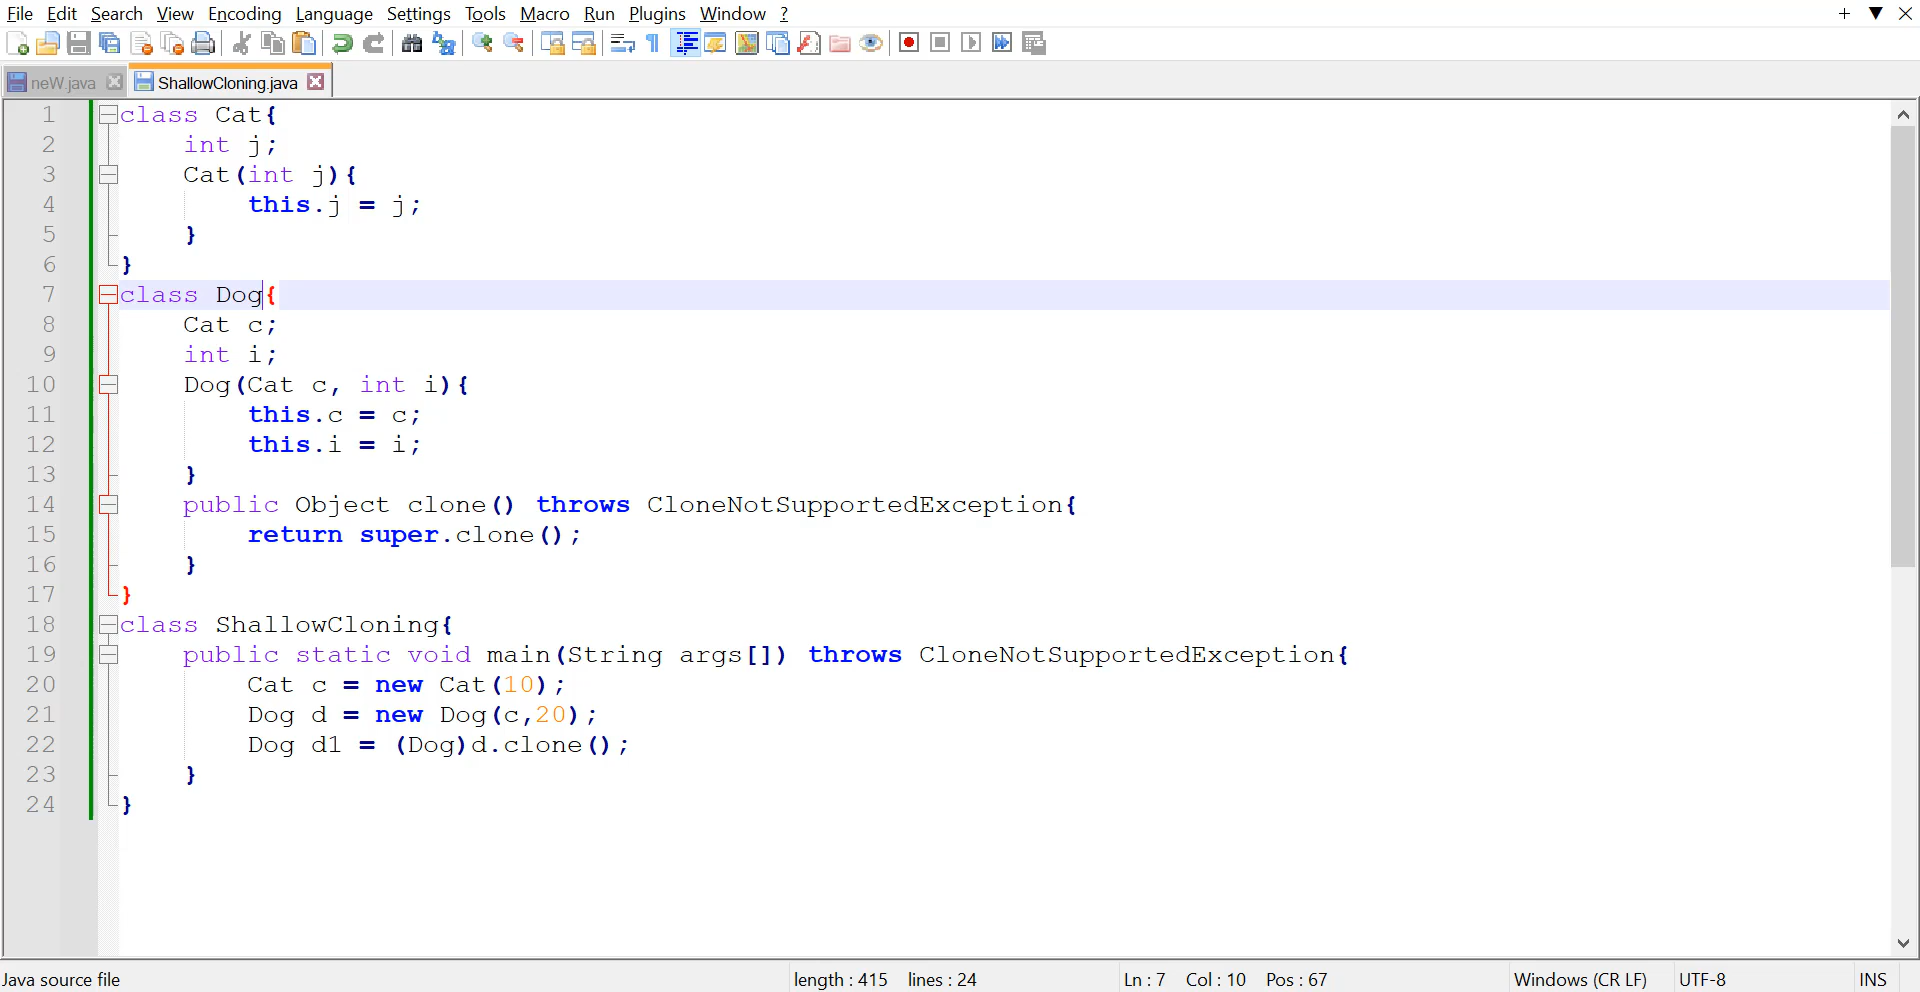 File Edit Search View Encoding Language Settings Tools Macro Run Plugins Window ?
neW.java ShallowCloning.java
1 class Cat{
2 int j;
3 Cat(int j){
4 this.j = j;
5 }
6 }
7 class Dog{
8 Cat c;
9 int i;
10 Dog(Cat c, int i){
11 this.c = c;
12 this.i = i;
13 }
14 public Object clone() throws CloneNotSupportedException{
15 return super.clone();
16 }
17 }
18 class ShallowCloning{
19 public static void main(String args[]) throws CloneNotSupportedException{
20 Cat c = new Cat(10);
21 Dog d = new Dog(c,20);
22 Dog d1 = (Dog)d.clone();
23 }
24 }
Java source file length : 415 lines : 24 Ln : 7 Col : 10 Pos : 67 Windows (CR LF) UTF-8 INS